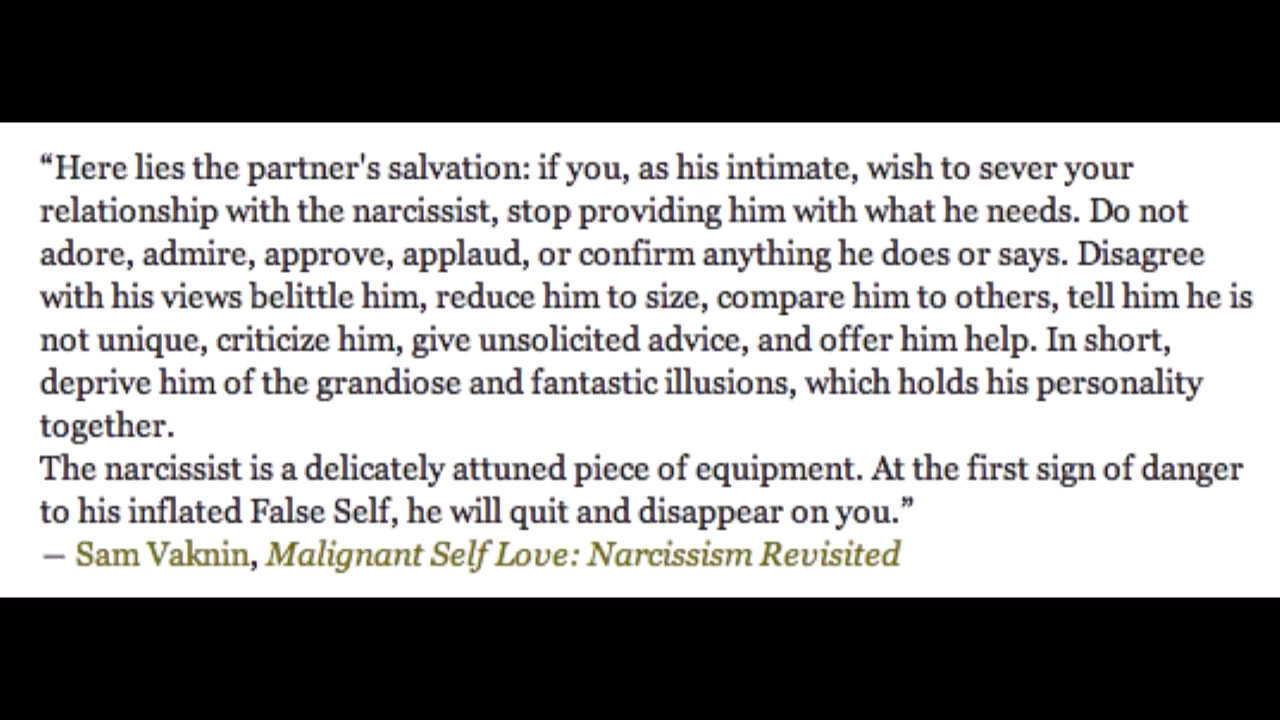 “Here lies the partner's salvation: if you, as his intimate, wish to sever your
relationship with the narcissist, stop providing him with what he needs. Do not
adore, admire, approve, applaud, or confirm anything he does or says. Disagree
with his views belittle him, reduce him to size, compare him to others, tell him he is
not unique, criticize him, give unsolicited advice, and offer him help. In short,
deprive him of the grandiose and fantastic illusions, which holds his personality
together.
The narcissist is a delicately attuned piece of equipment. At the first sign of danger
to his inflated False Self, he will quit and disappear on you.”
— Sam Vaknin, Malignant Self Love: Narcissism Revisited